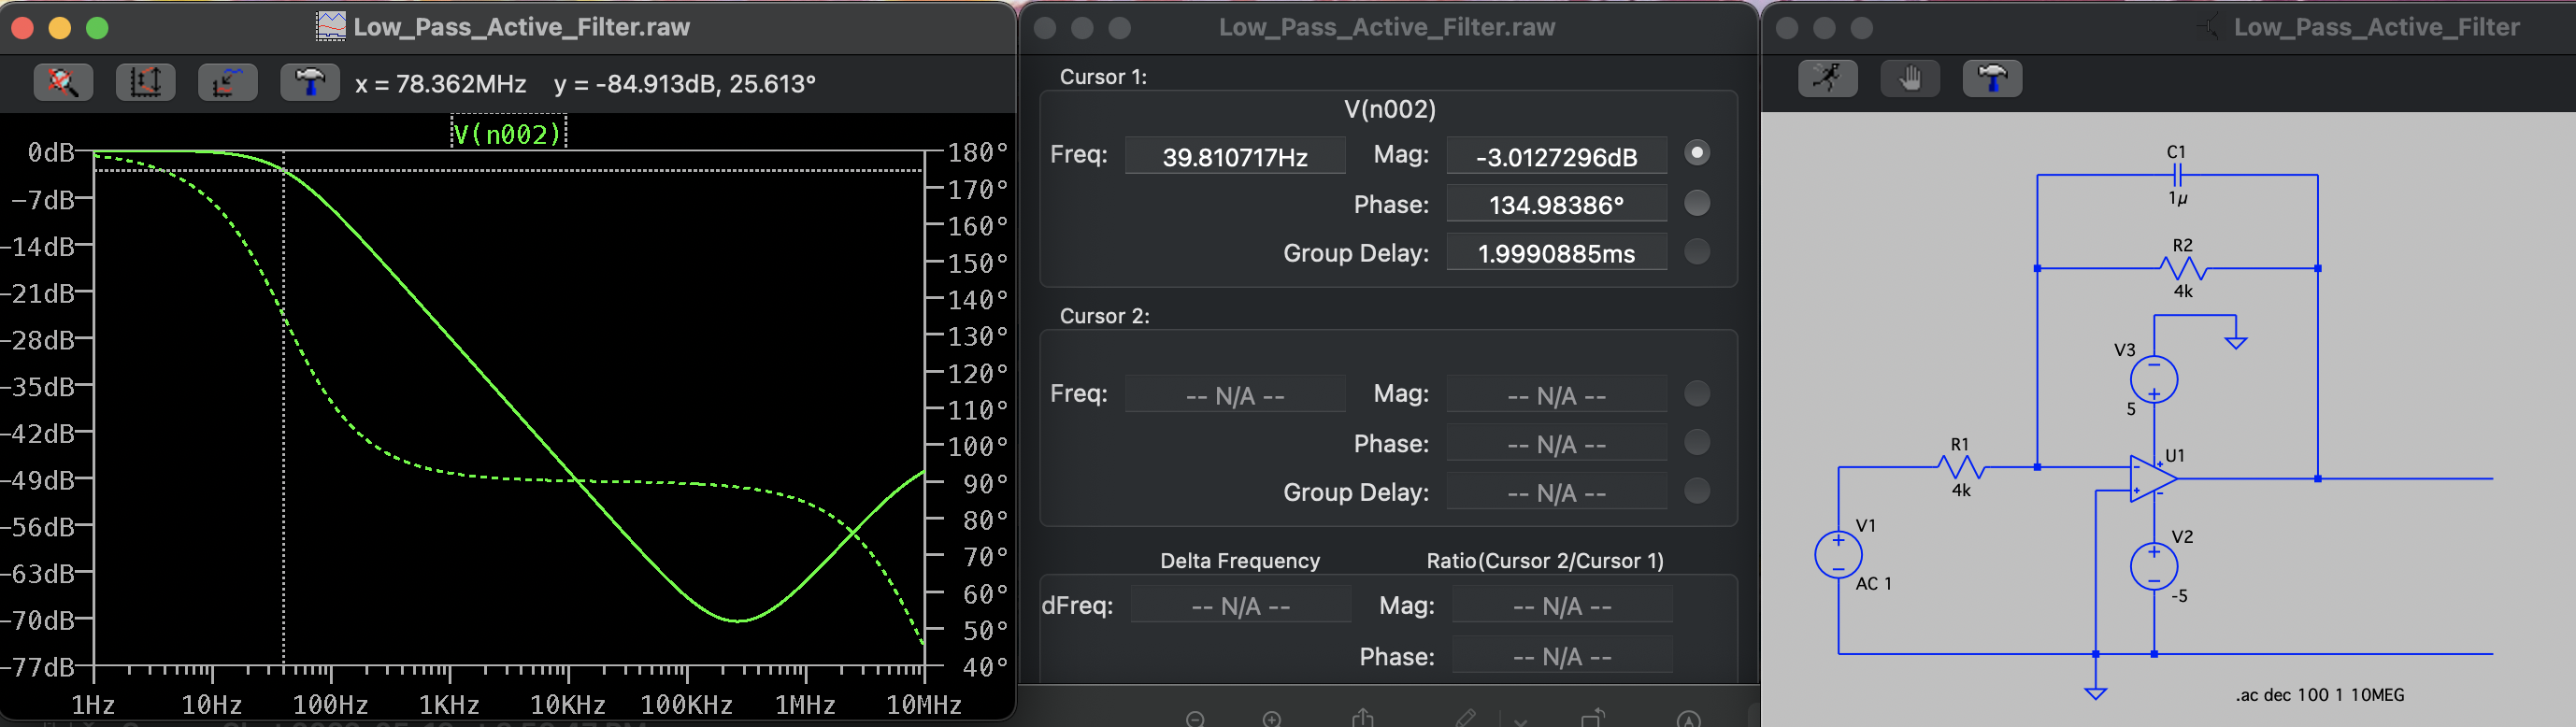 Low_Pass_Active_Filter.raw
x = 78.362MHz y = -84.913dB, 25.613°
V(n002)
0dB
-7dB
-14dB
-21dB
-28dB
-35dB
-42dB
-49dB
-56dB
-63dB
-70dB
-77dB
180°
170°
160°
150°
140°
130°
120°
110°
100°
90°
80°
70°
60°
50°
40°
1Hz 10Hz 100Hz 1KHz 10KHz 100KHz 1MHz 10MHz
Low_Pass_Active_Filter.raw
Cursor 1:
V(n002)
Freq: 39.810717Hz Mag: -3.0127296dB
Phase: 134.98386°
Group Delay: 1.9990885ms
Cursor 2:
Freq: -- N/A -- Mag: -- N/A --
Phase: -- N/A --
Group Delay: -- N/A --
Delta Frequency Ratio(Cursor 2/Cursor 1)
dFreq: -- N/A -- Mag: -- N/A --
Phase: -- N/A --
Low_Pass_Active_Filter
C1
1µ
R2
4k
V3
5
R1
4k
U1
V1
AC 1
V2
-5
.ac dec 100 1 10MEG